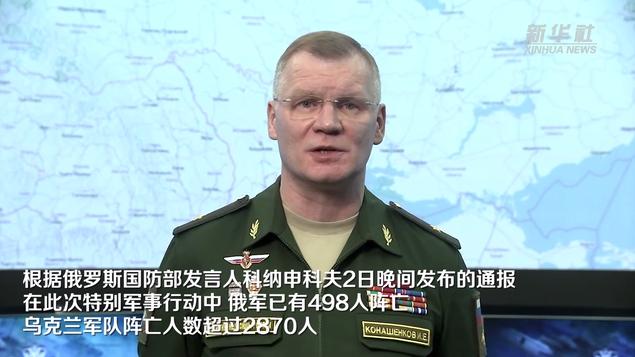 新华社
XINHUA NEWS
КОНАШЕНКОВ И.Е
根据俄罗斯国防部发言人科纳申科夫2日晚间发布的通报
在此次特别军事行动中 俄军已有498人阵亡
乌克兰军队阵亡人数超过2870人